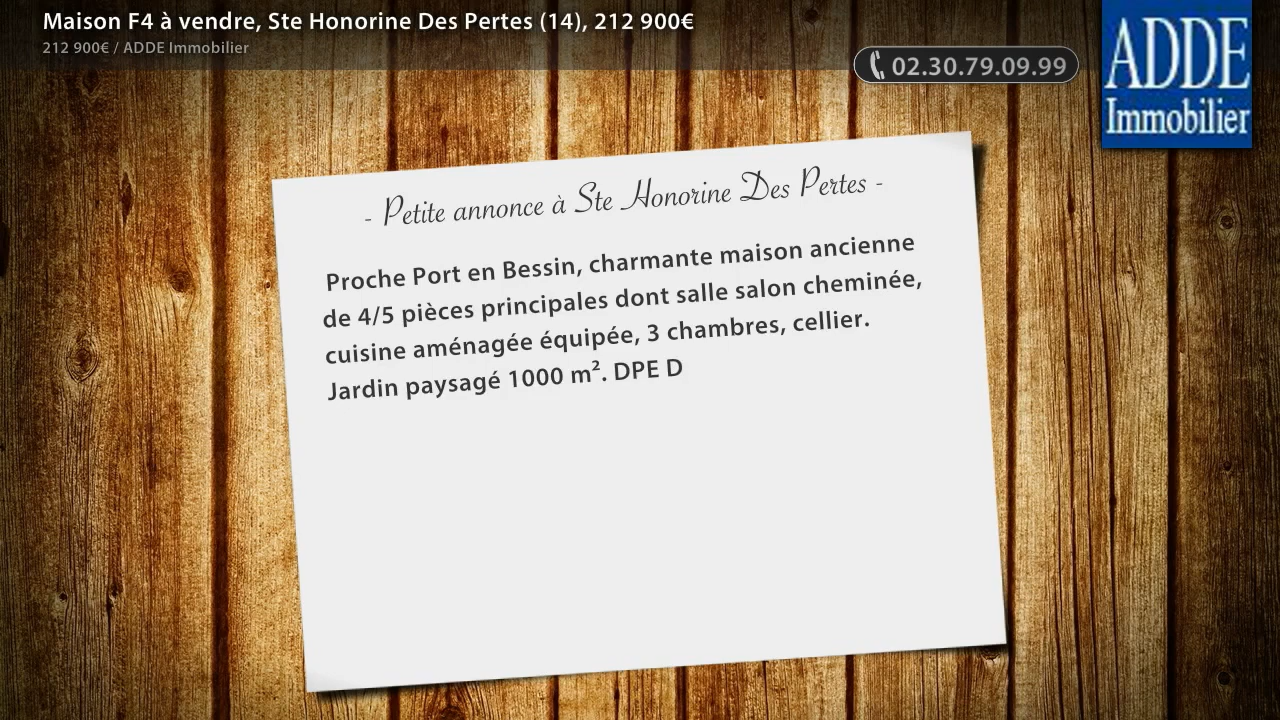 Maison F4 à vendre, Ste Honorine Des Pertes (14), 212 900€
212 900€ / ADDE Immobilier
02.30.79.09.99
ADDE
Immobilier
- Petite annonce à Ste Honorine Des Pertes -
Proche Port en Bessin, charmante maison ancienne
de 4/5 pièces principales dont salle salon cheminée,
cuisine aménagée équipée, 3 chambres, cellier.
Jardin paysagé 1000 m². DPE D